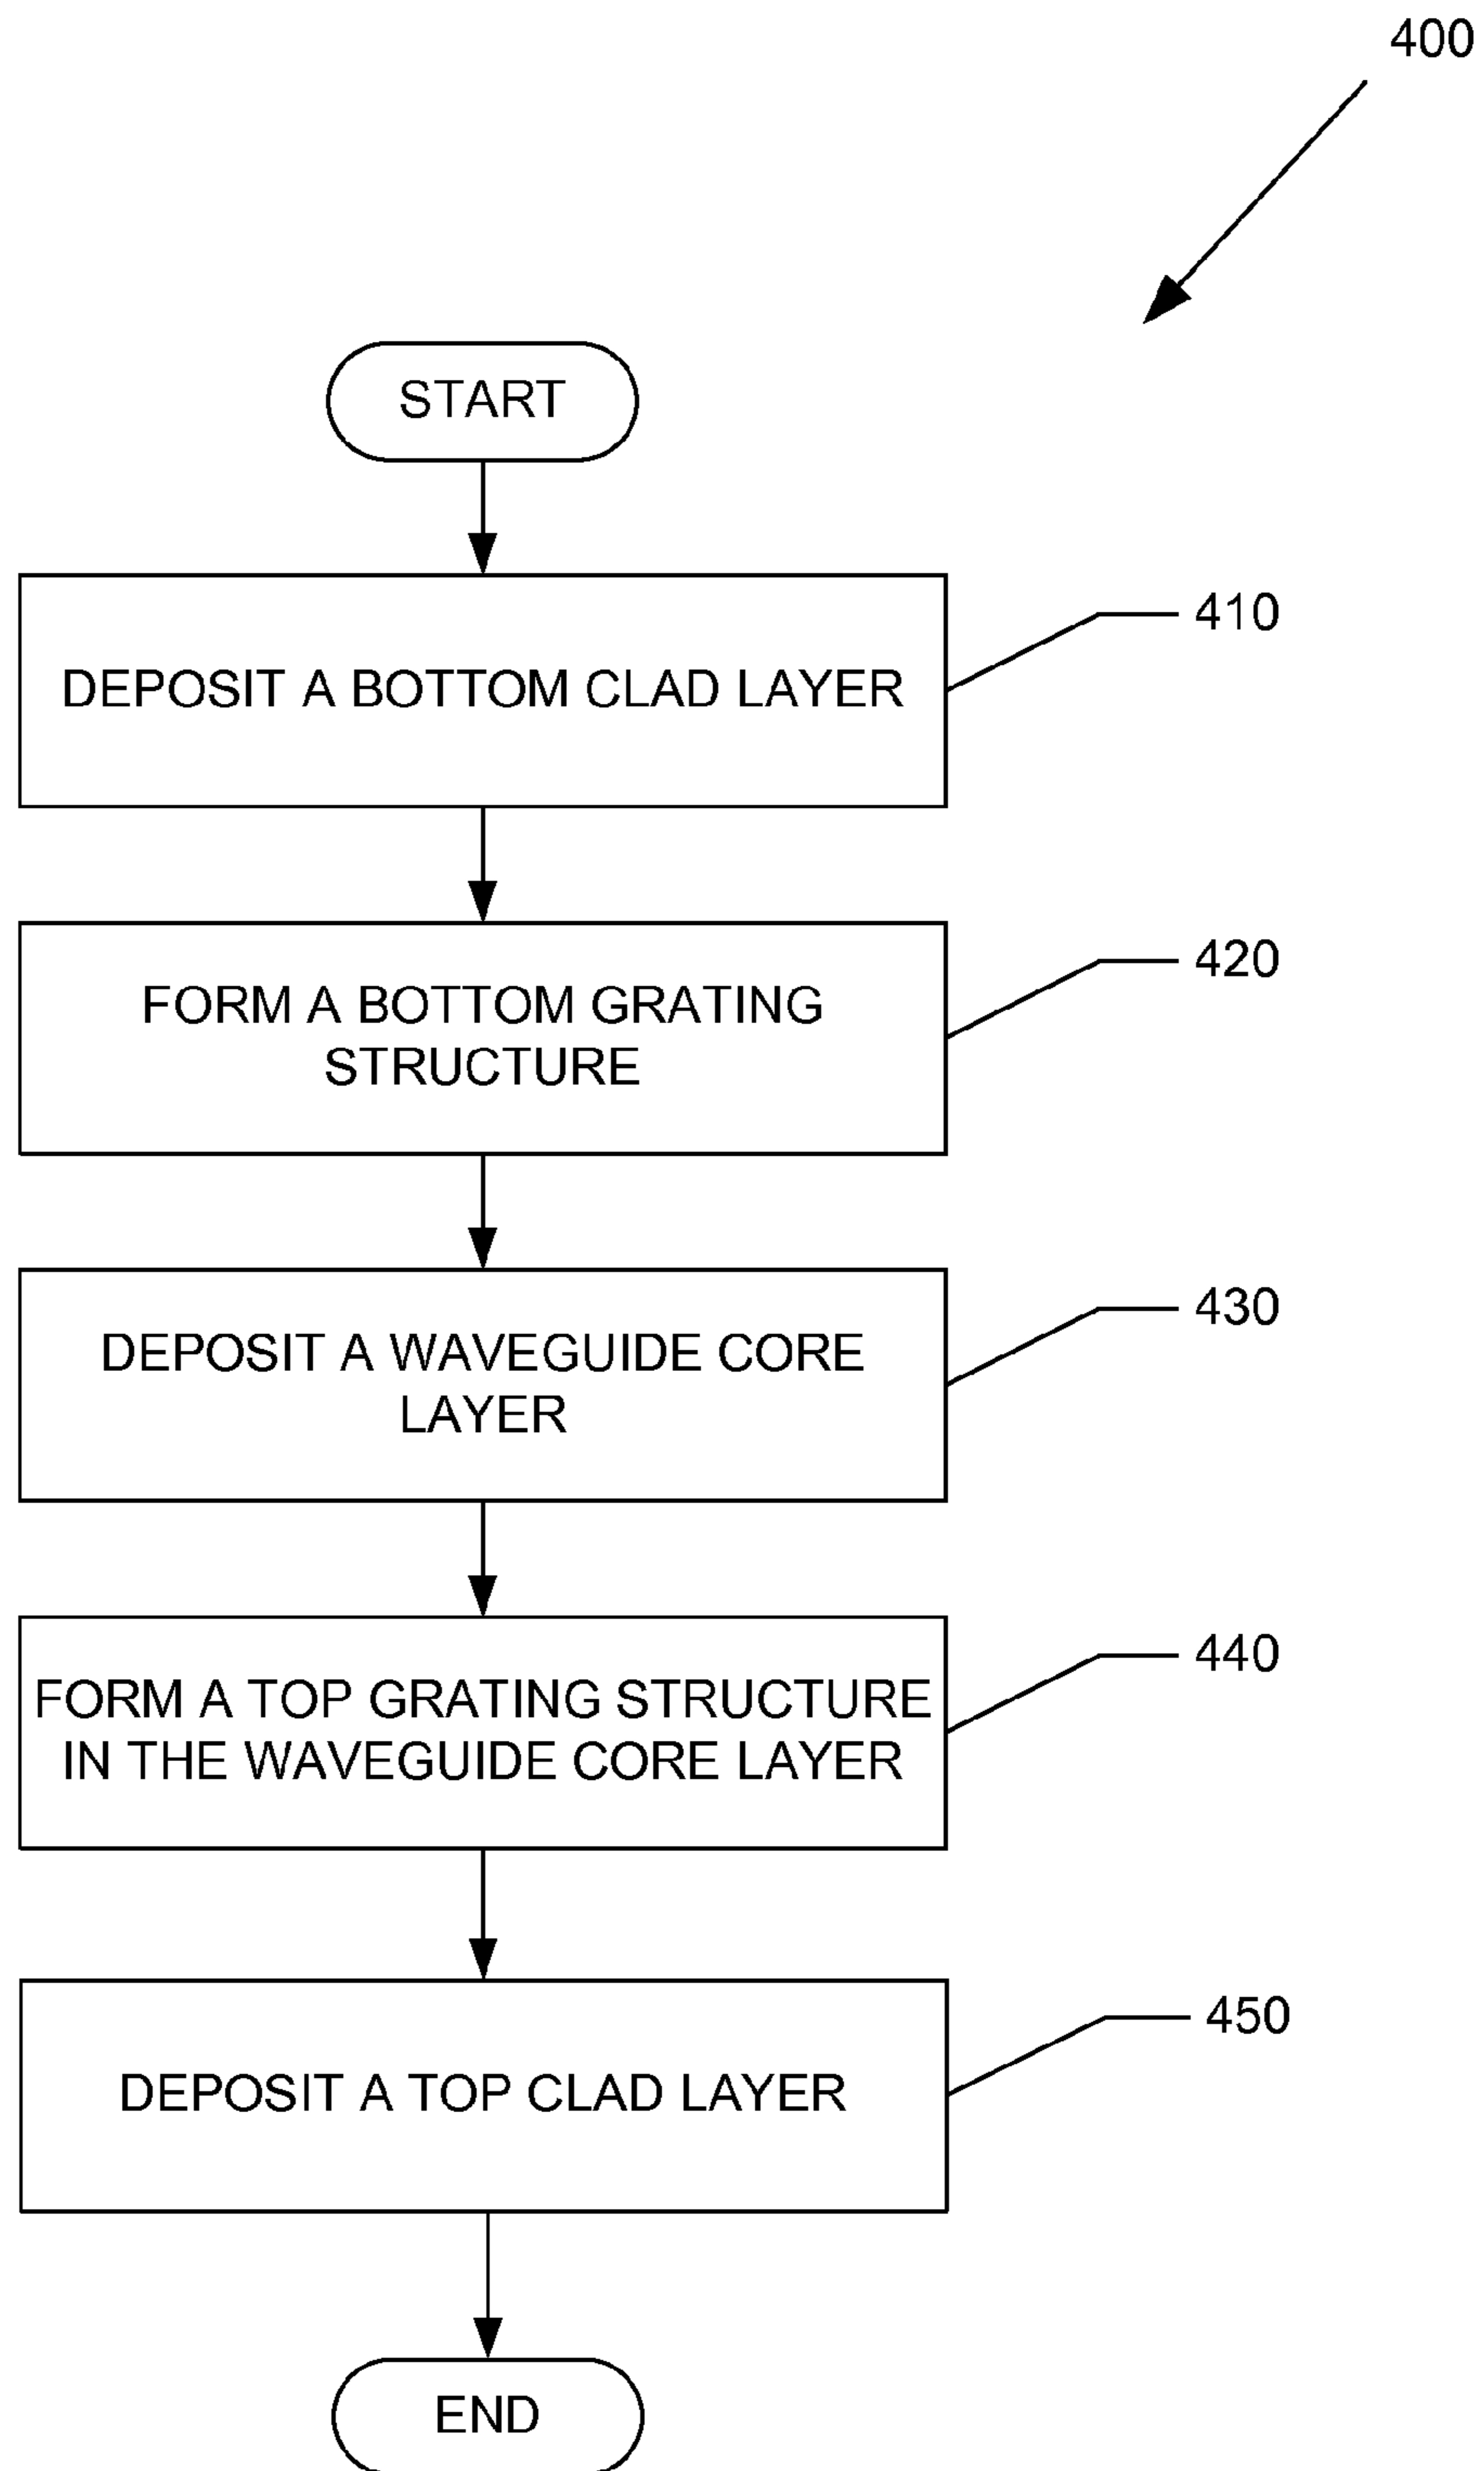 400
START
DEPOSIT A BOTTOM CLAD LAYER
410
FORM A BOTTOM GRATING
STRUCTURE
420
DEPOSIT A WAVEGUIDE CORE
LAYER
430
FORM A TOP GRATING STRUCTURE
IN THE WAVEGUIDE CORE LAYER
440
DEPOSIT A TOP CLAD LAYER
450
END